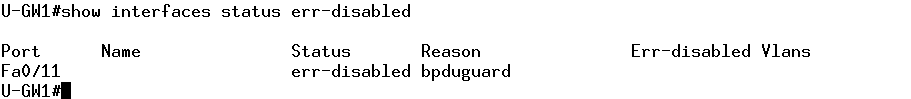 U-GW1#show interfaces status err-disabled
Port Name Status Reason Err-disabled Vlans
Fa0/11 err-disabled bpduguard
U-GW1#